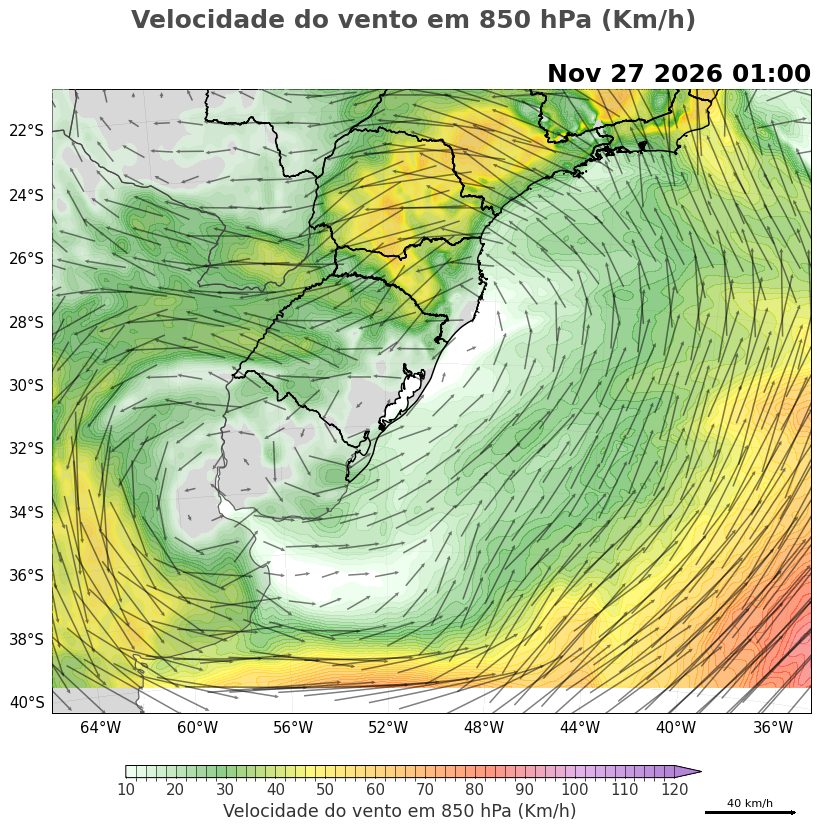 Velocidade do vento em 850 hPa (Km/h)
Nov 27 2026 01:00
22°S
24°S
26°S
28°S
30°S
32°S
34°S
36°S
38°S
40°S
64°W 60°W 56°W 52°W 48°W 44°W 40°W 36°W
10 20 30 40 50 60 70 80 90 100 110 120
Velocidade do vento em 850 hPa (Km/h)
40 km/h